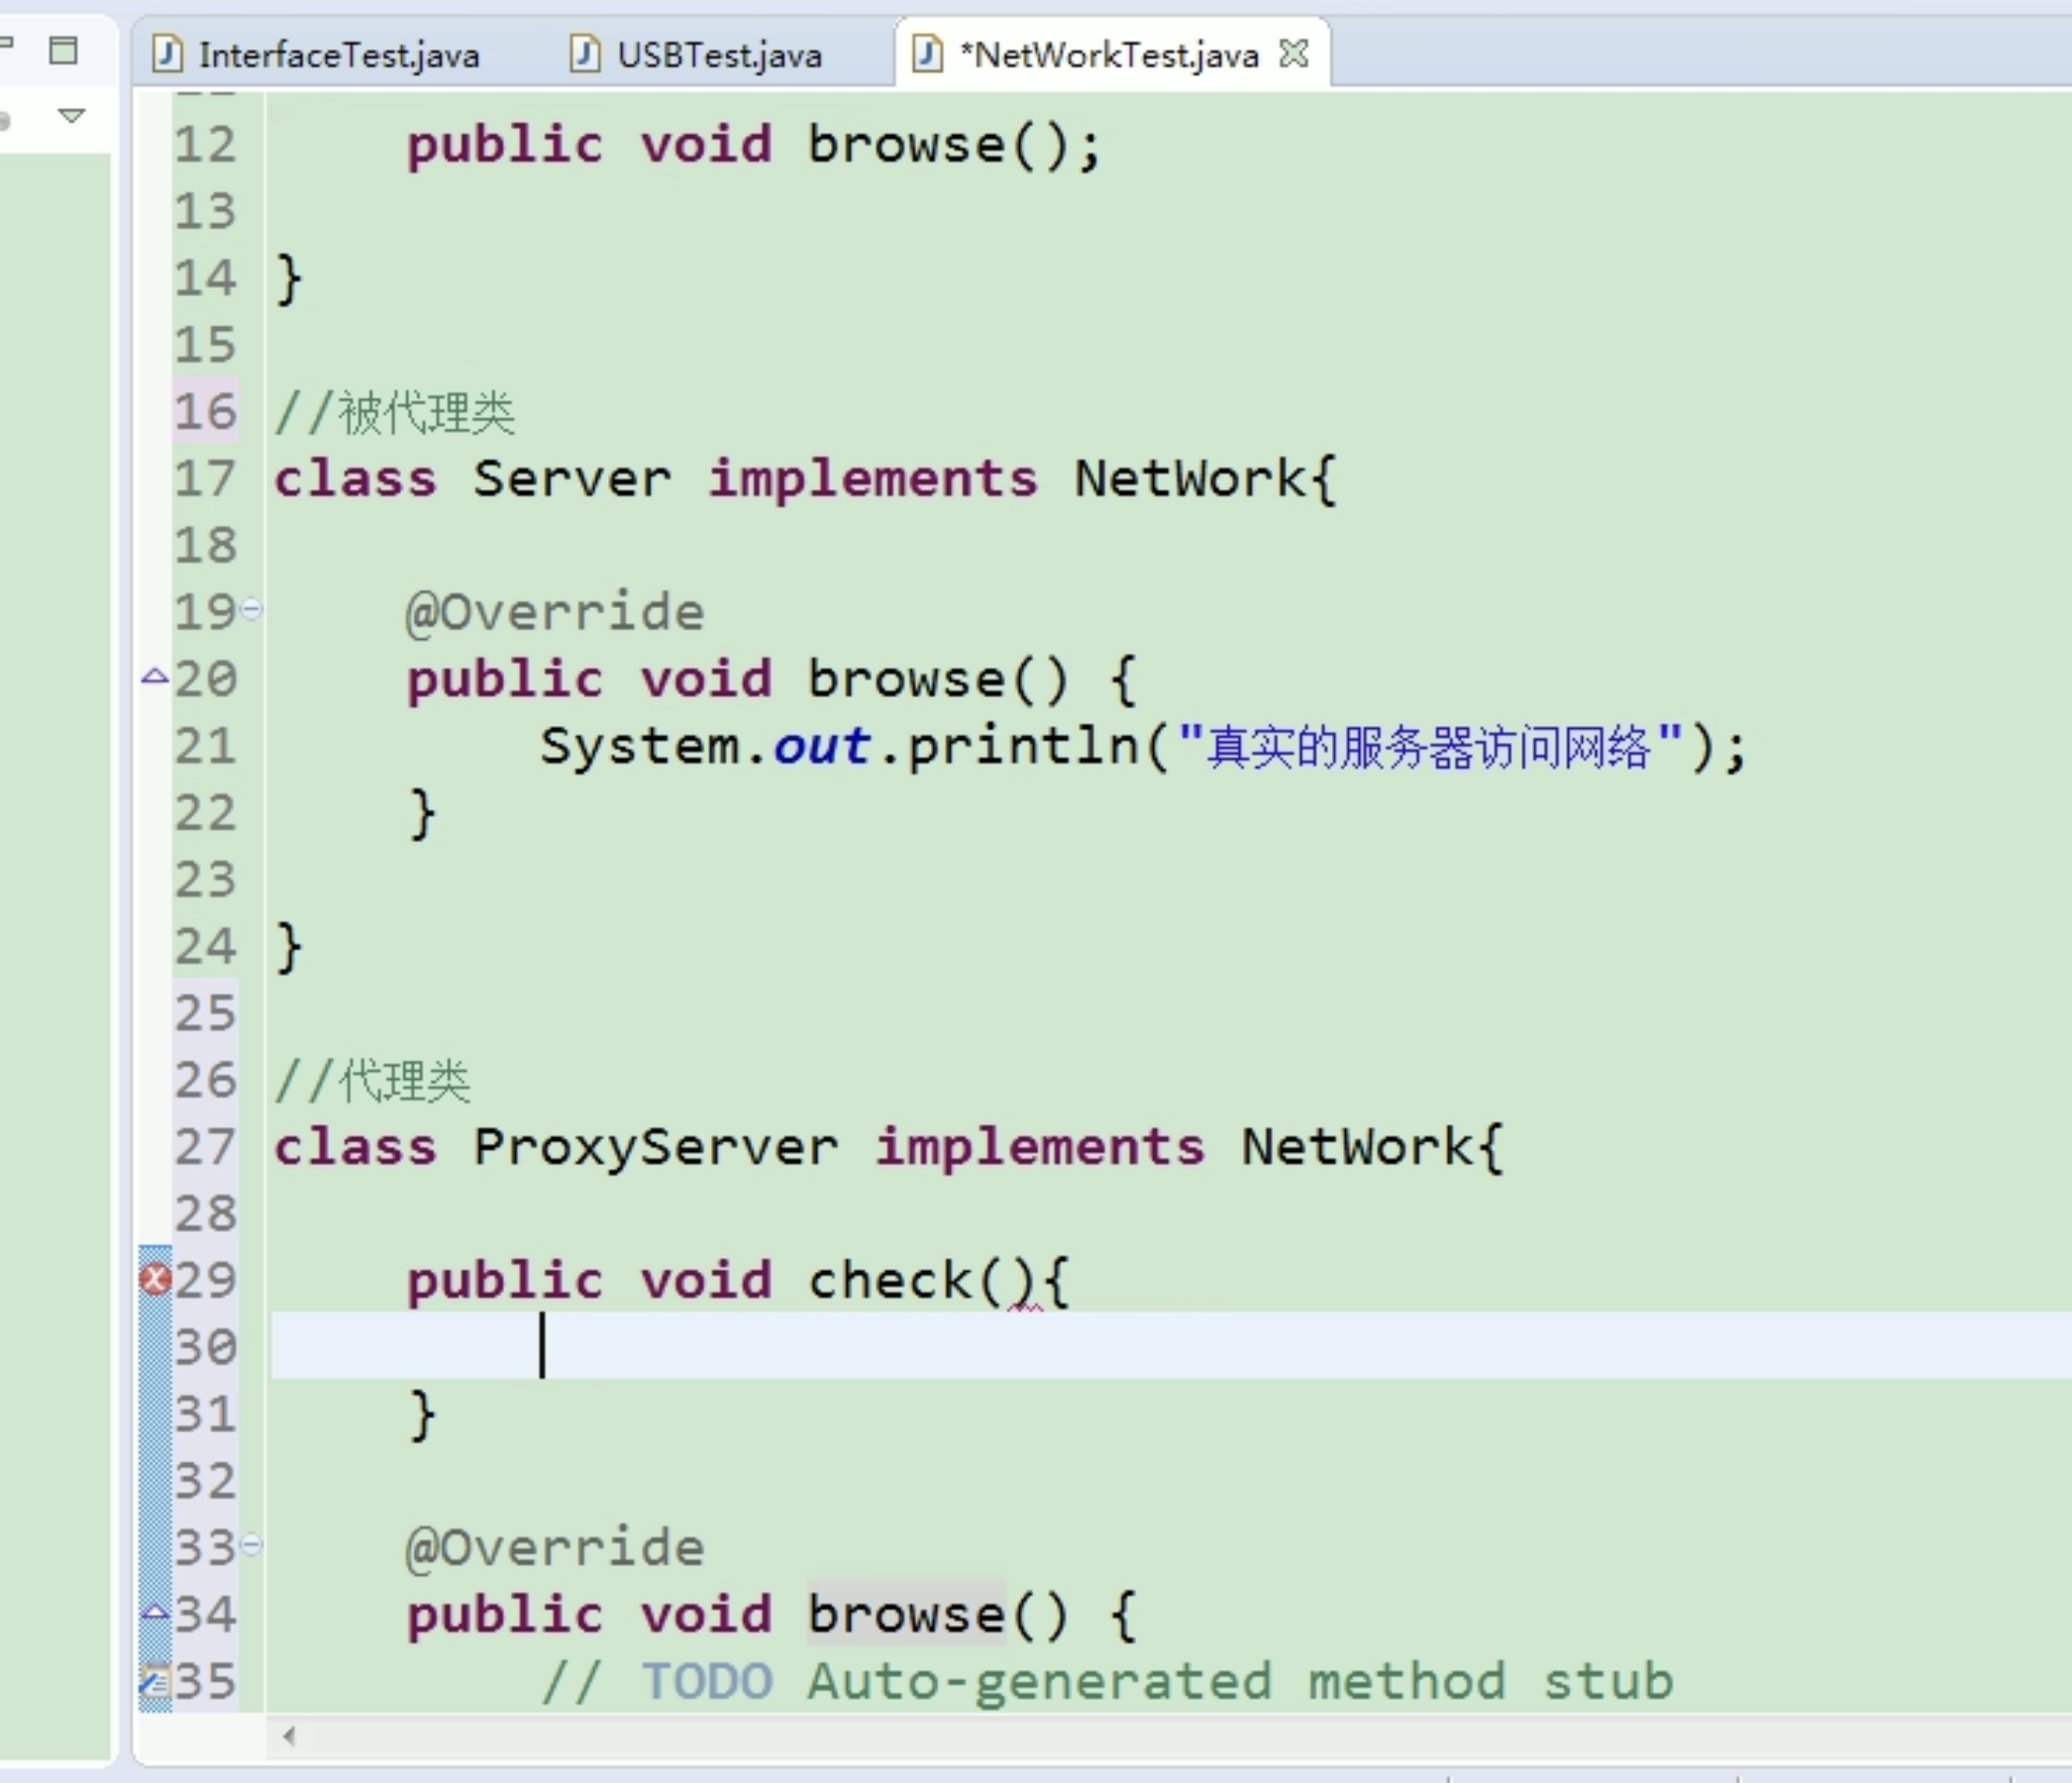 InterfaceTest.java USBTest.java *NetWorkTest.java
12 public void browse();
13
14 }
15
16 //被代理类
17 class Server implements NetWork{
18
19 @Override
20 public void browse() {
21 System.out.println("真实的服务器访问网络");
22 }
23
24 }
25
26 //代理类
27 class ProxyServer implements NetWork{
28
29 public void check(){
30
31 }
32
33 @Override
34 public void browse() {
35 // TODO Auto-generated method stub